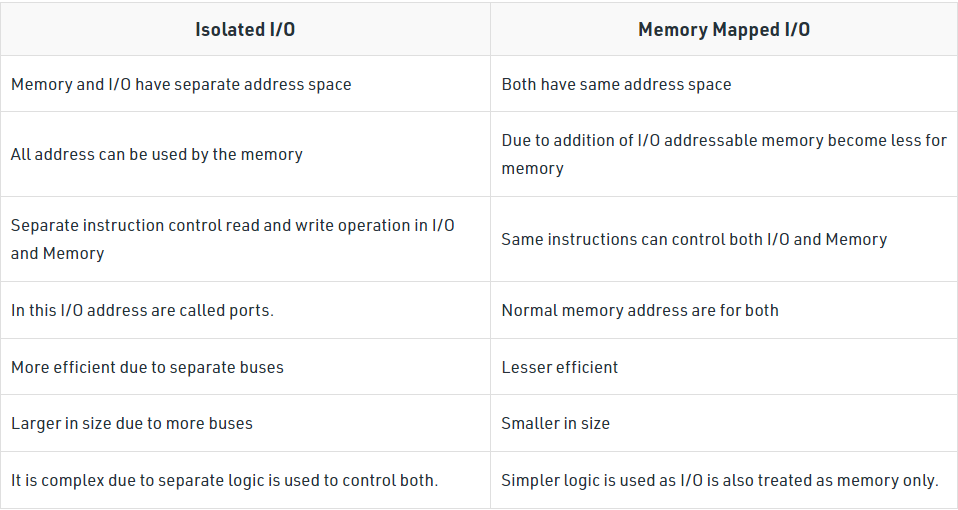 Isolated I/O
Memory Mapped I/O
Memory and I/O have separate address space
Both have same address space
All address can be used by the memory
Due to addition of I/O addressable memory become less for
memory
Separate instruction control read and write operation in I/O
and Memory
Same instructions can control both I/O and Memory
In this I/O address are called ports.
Normal memory address are for both
More efficient due to separate buses
Lesser efficient
Larger in size due to more buses
Smaller in size
It is complex due to separate logic is used to control both.
Simpler logic is used as I/O is also treated as memory only.